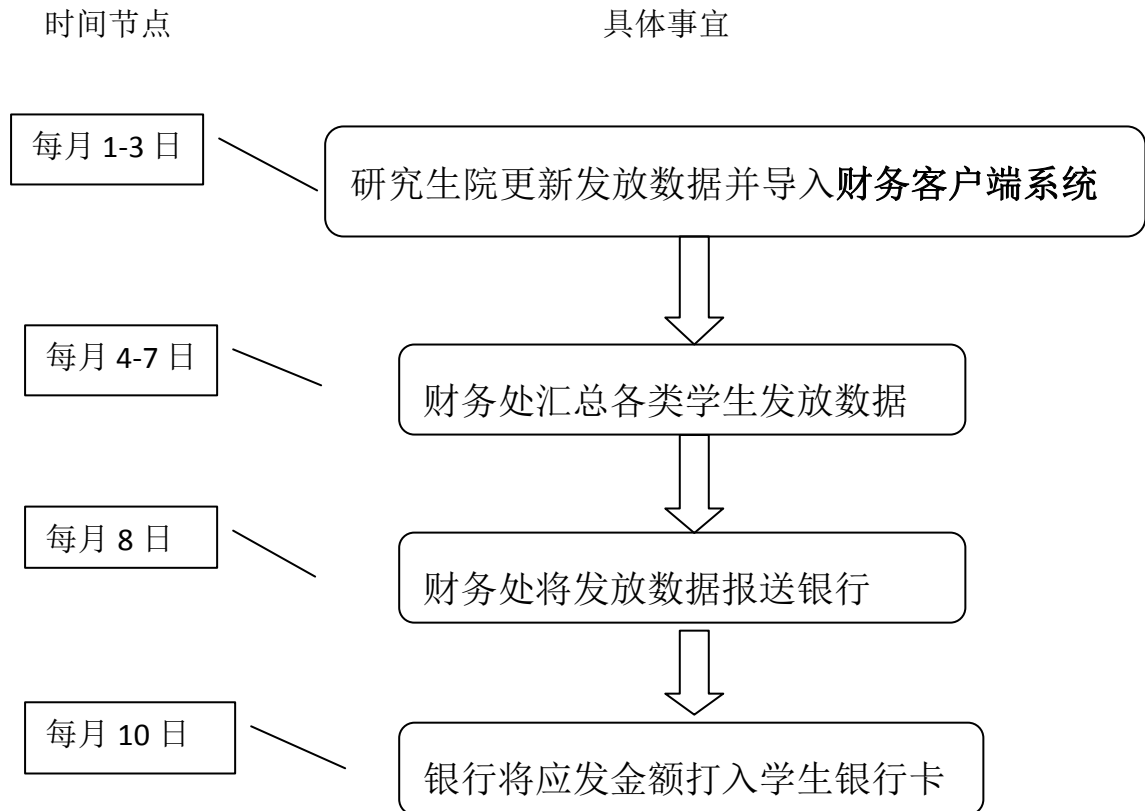 时间节点 具体事宜
每月 1-3 日
研究生院更新发放数据并导入财务客户端系统
每月 4-7 日
财务处汇总各类学生发放数据
每月 8 日
财务处将发放数据报送银行
每月 10 日
银行将应发金额打入学生银行卡